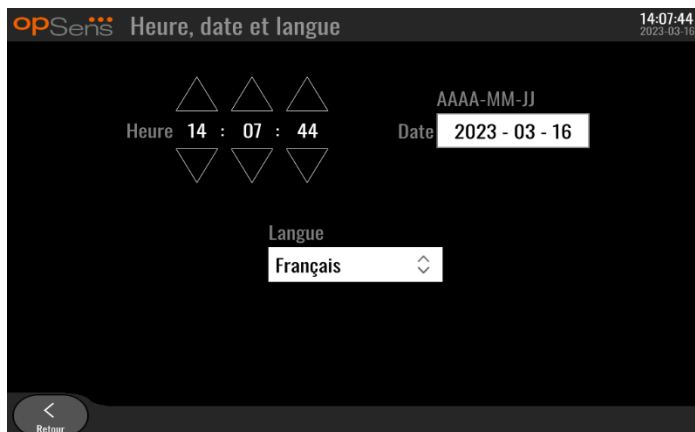 opSens Heure, date et langue
14:07:44
2023-03-16
AAAA-MM-JJ
Heure 14 : 07 : 44
Date 2023 - 03 - 16
Langue
Français
Retour